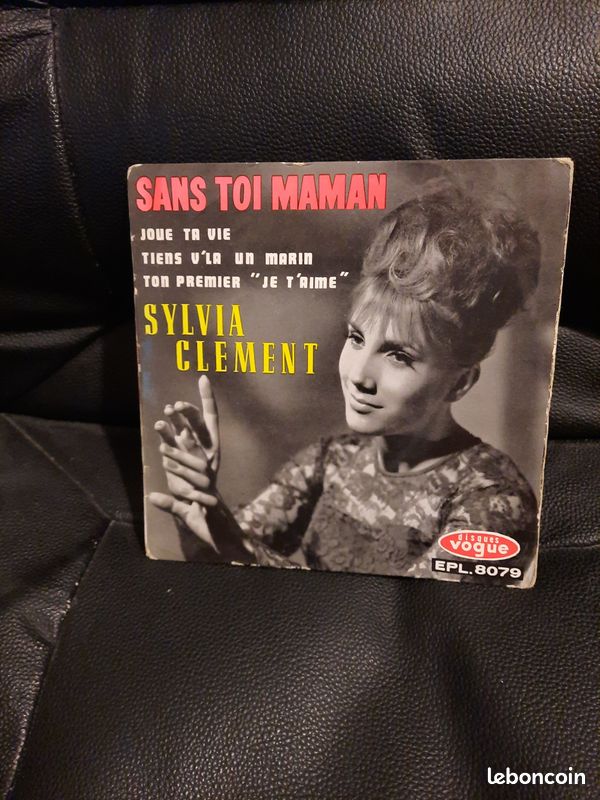 SANS TOI MAMAN
JOUE TA VIE
TIENS V'LA UN MARIN
TON PREMIER "JE T'AIME"
SYLVIA
CLEMENT
disques
vogue
EPL.8079
leboncoin